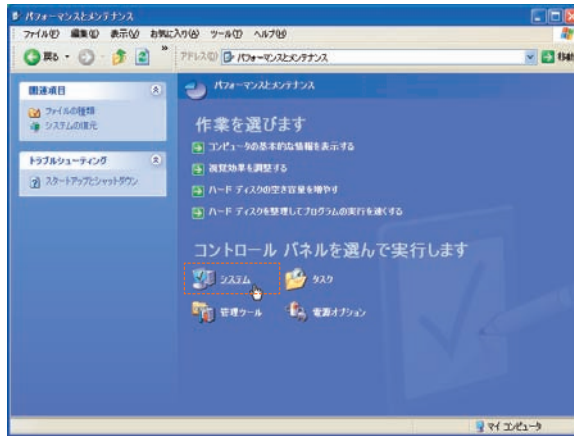 パフォーマンスとメンテナンス
ファイル(F) 編集(E) 表示(V) お気に入り(A) ツール(T) ヘルプ(H)
戻る
アドレス(D) パフォーマンスとメンテナンス
移動
関連項目
ファイルの種類
システムの復元
トラブルシューティング
スタートアップとシャットダウン
パフォーマンスとメンテナンス
作業を選びます
コンピュータの基本的な情報を表示する
視覚効果を調整する
ハード ディスクの空き容量を増やす
ハード ディスクを整理してプログラムの実行を速くする
コントロール パネルを選んで実行します
システム
タスク
管理ツール
電源オプション
マイ コンピュータ